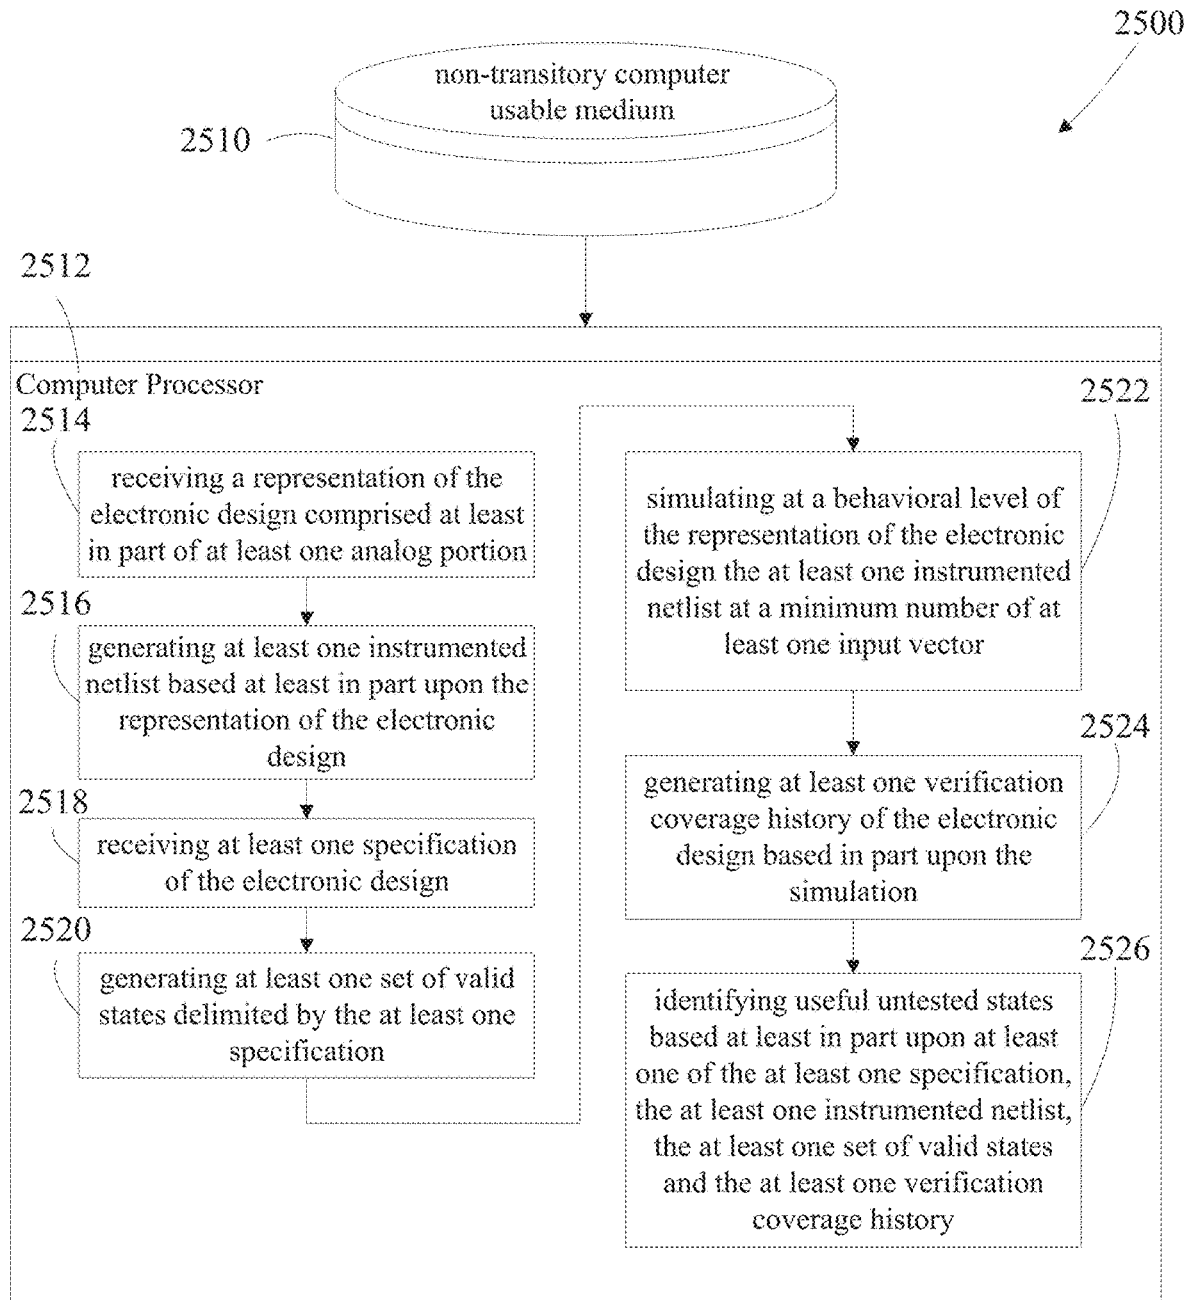 2500
non-transitory computer
usable medium
2510
2512
Computer Processor
2514
receiving a representation of the
electronic design comprised at least
in part of at least one analog portion
2516
generating at least one instrumented
netlist based at least in part upon the
representation of the electronic
design
2518
receiving at least one specification
of the electronic design
2520
generating at least one set of valid
states delimited by the at least one
specification
2522
simulating at a behavioral level of
the representation of the electronic
design the at least one instrumented
netlist at a minimum number of at
least one input vector
2524
generating at least one verification
coverage history of the electronic
design based in part upon the
simulation
2526
identifying useful untested states
based at least in part upon at least
one of the at least one specification,
the at least one instrumented netlist,
the at least one set of valid states
and the at least one verification
coverage history